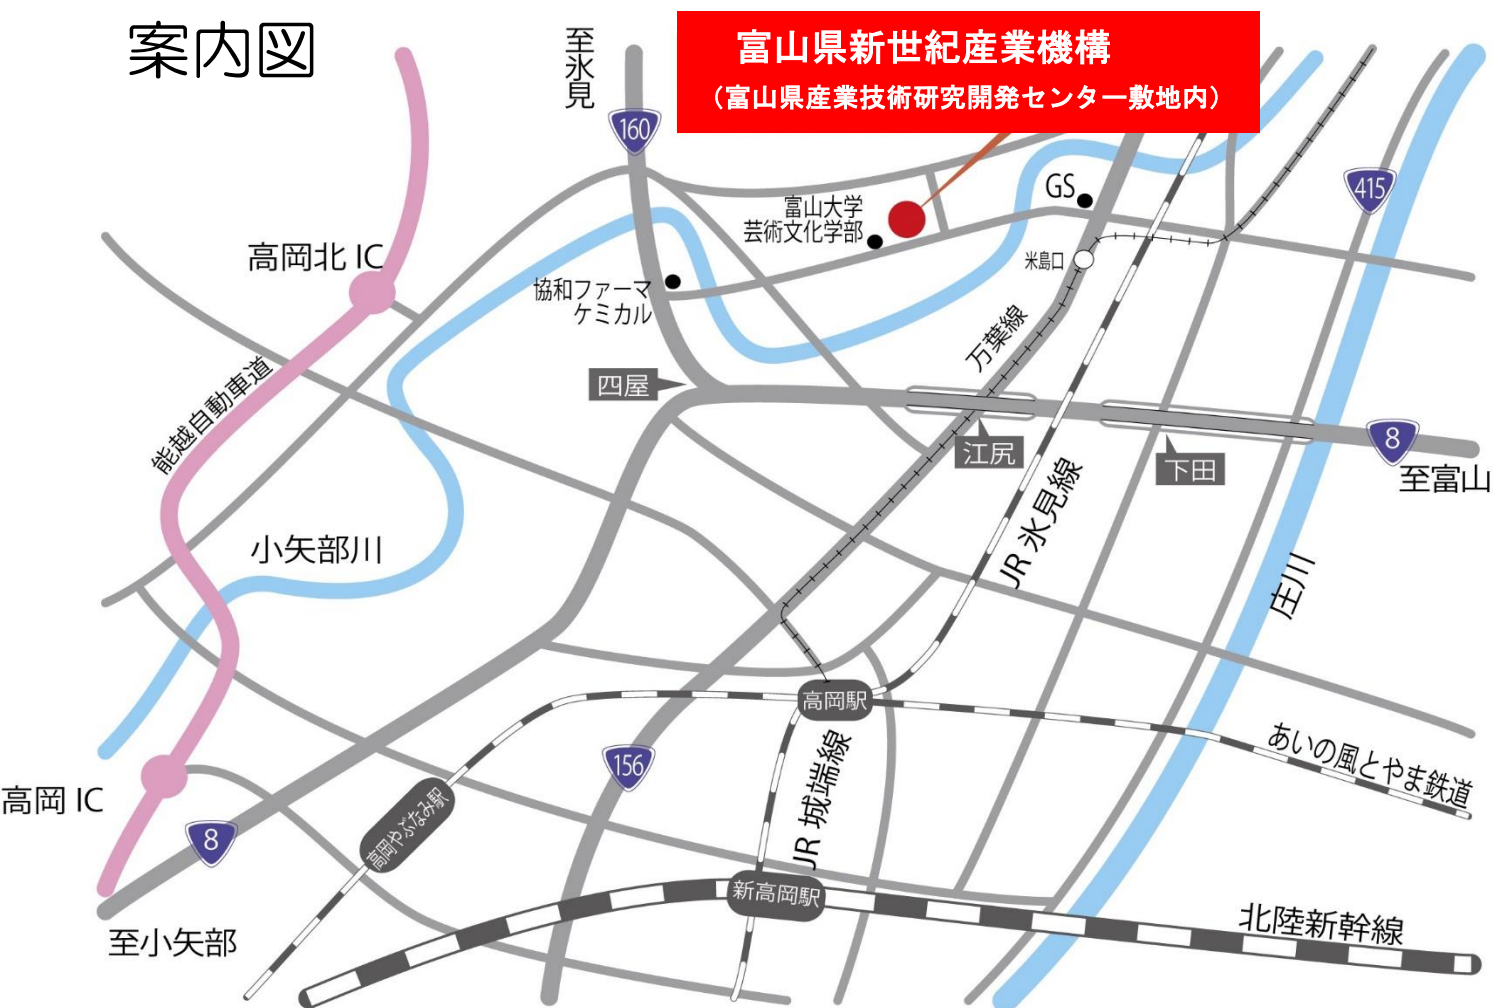 案内図
至氷見
富山県新世紀産業機構
（富山県産業技術研究開発センター敷地内）
160
415
GS
富山大学
芸術文化学部
高岡北 IC
米島口
協和ファーマ
ケミカル
万葉線
能越自動車道
四屋
江尻
下田
8
至富山
JR 氷見線
小矢部川
庄川
高岡駅
156
あいの風とやま鉄道
JR 城端線
高岡 IC
8
高岡やぶなみ駅
新高岡駅
北陸新幹線
至小矢部